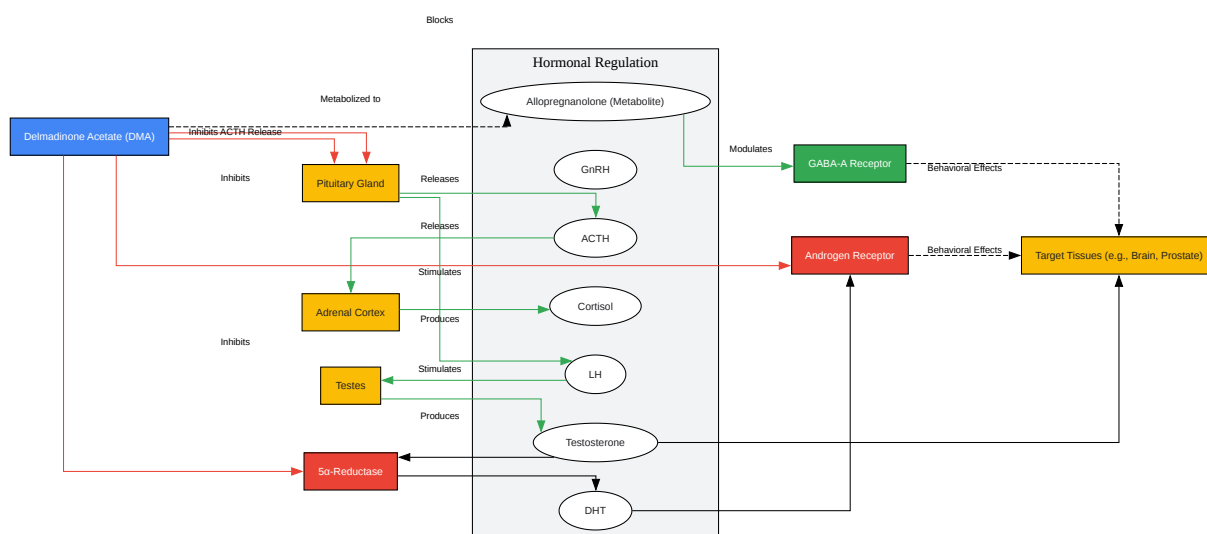 Blocks
Hormonal Regulation
Allopregnanolone (Metabolite)
Metabolized to
Delmadinone Acetate (DMA)
Inhibits ACTH Release
Modulates
GABA-A Receptor
Behavioral Effects
GnRH
Inhibits
Pituitary Gland
Releases
Releases
ACTH
Androgen Receptor
Behavioral Effects
Target Tissues (e.g., Brain, Prostate)
Stimulates
Adrenal Cortex
Produces
Cortisol
Inhibits
Stimulates
LH
Testes
Produces
Testosterone
5α-Reductase
DHT